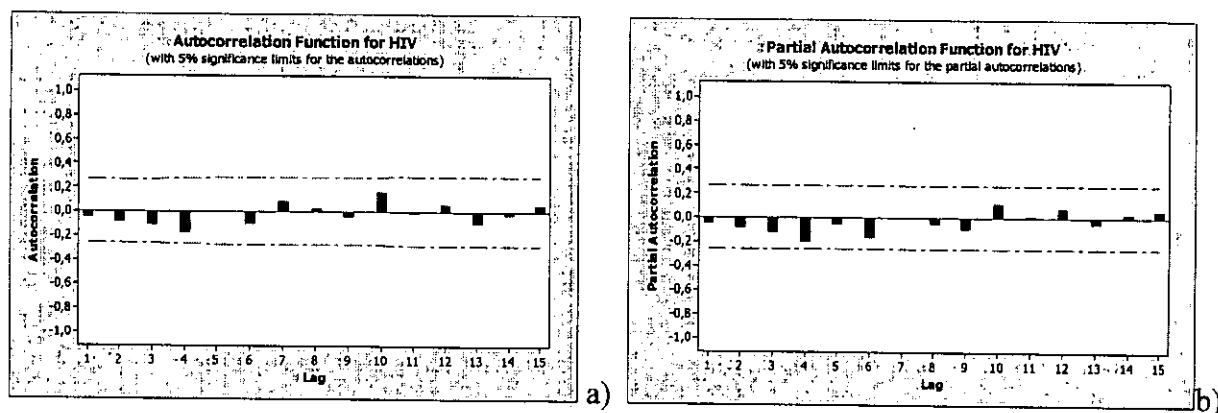 Autocorrelation Function for HIV
(with 5% significance limits for the autocorrelations)
Autocorrelation
1,0
0,8
0,6
0,4
0,2
0,0
-0,2
-0,4
-0,6
-0,8
-1,0
1 2 3 4 5 6 7 8 9 10 11 12 13 14 15
Lag
a)
Partial Autocorrelation Function for HIV
(with 5% significance limits for the partial autocorrelations)
Partial Autocorrelation
1,0
0,8
0,6
0,4
0,2
0,0
-0,2
-0,4
-0,6
-0,8
-1,0
1 2 3 4 5 6 7 8 9 10 11 12 13 14 15
Lag
b)